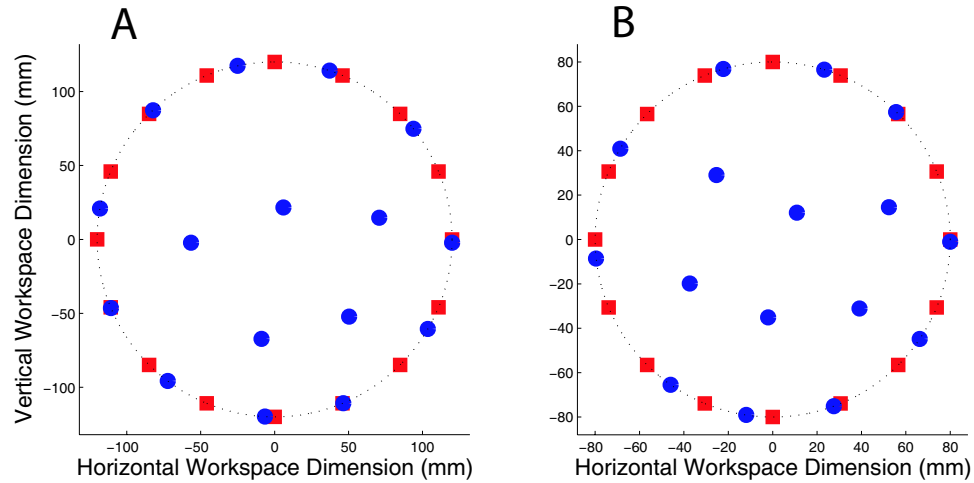 A
B
Vertical Workspace Dimension (mm)
100
50
0
−50
−100
−100 −50 0 50 100
Horizontal Workspace Dimension (mm)
80
60
40
20
0
−20
−40
−60
−80
−80 −60 −40 −20 0 20 40 60 80
Horizontal Workspace Dimension (mm)